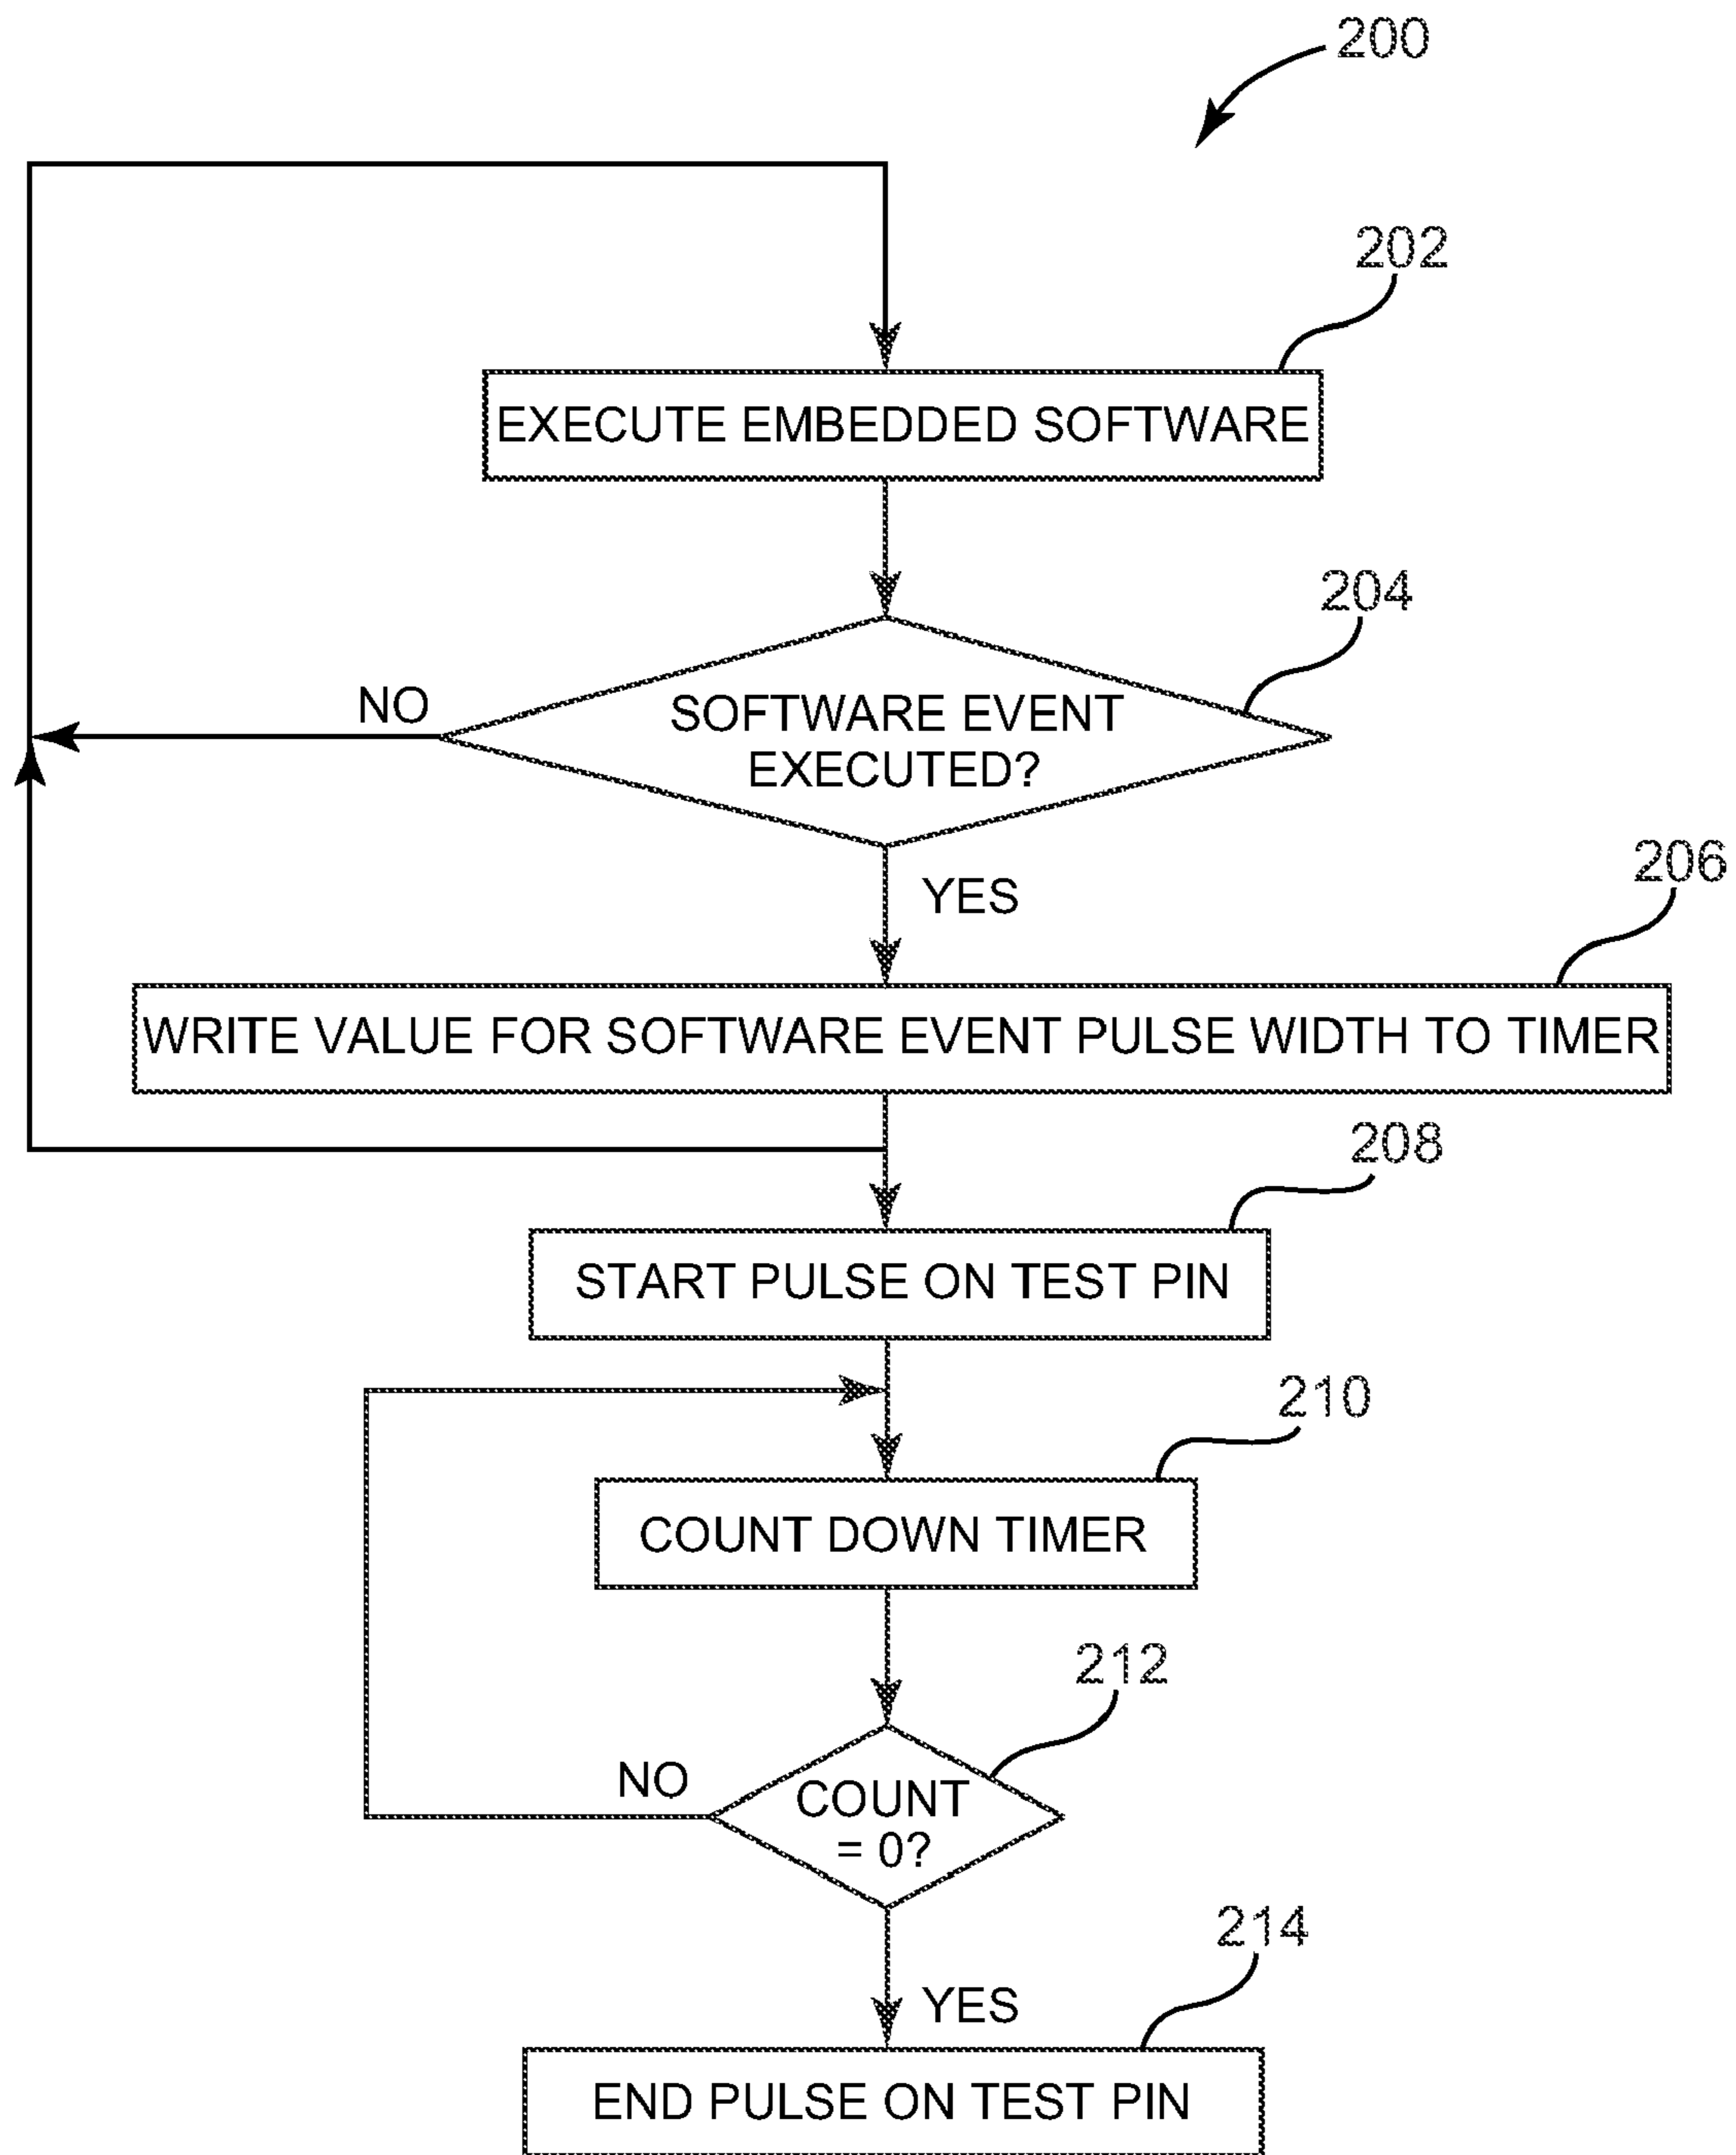 200
202
EXECUTE EMBEDDED SOFTWARE
204
NO
SOFTWARE EVENT
EXECUTED?
YES
206
WRITE VALUE FOR SOFTWARE EVENT PULSE WIDTH TO TIMER
208
START PULSE ON TEST PIN
210
COUNT DOWN TIMER
212
NO
COUNT
= 0?
214
YES
END PULSE ON TEST PIN